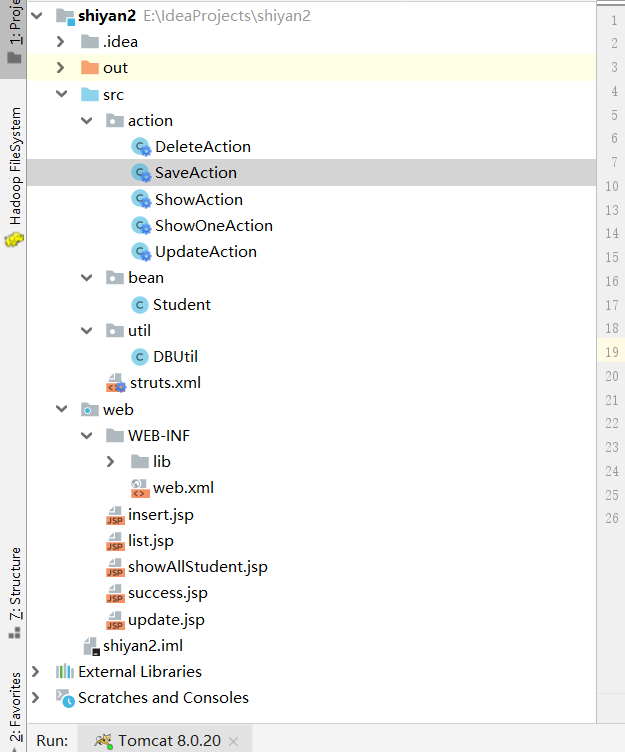 1: Proje
Hadoop FileSystem
7: Structure
2: Favorites
shiyan2 E:\IdeaProjects\shiyan2
.idea
out
src
action
DeleteAction
SaveAction
ShowAction
ShowOneAction
UpdateAction
bean
C Student
util
C DBUtil
struts.xml
web
WEB-INF
lib
web.xml
JSP insert.jsp
JSP list.jsp
JSP showAllStudent.jsp
JSP success.jsp
JSP update.jsp
shiyan2.iml
External Libraries
Scratches and Consoles
1
2
3
4
5
6
7
10
13
14
15
16
17
18
19
20
21
22
23
24
25
26
Run: Tomcat 8.0.20